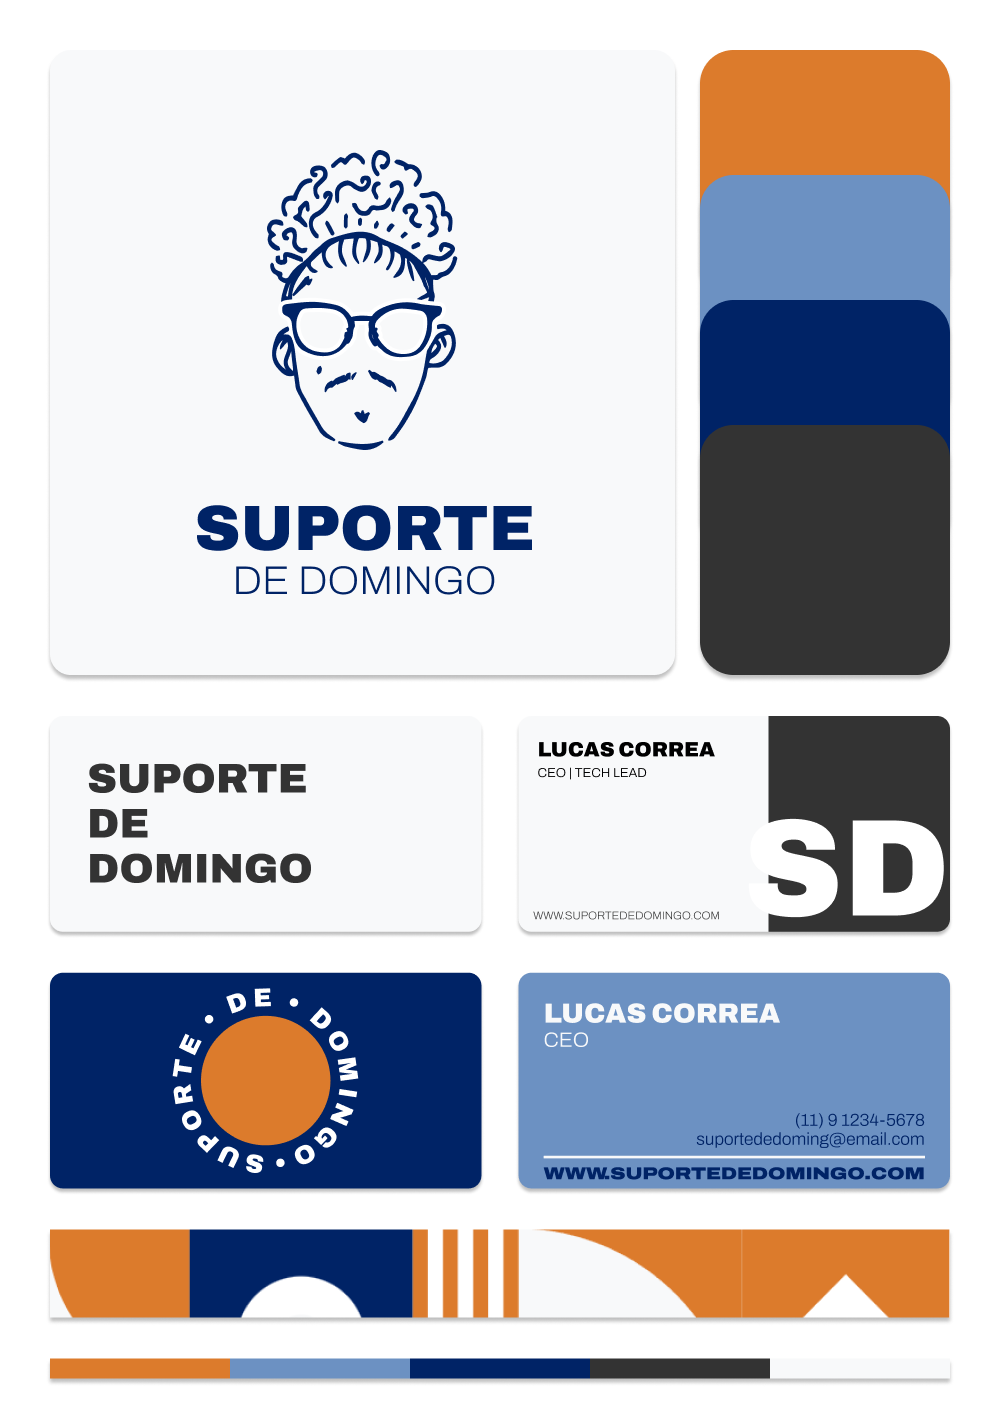 SUPORTE
DE DOMINGO
SUPORTE
DE
DOMINGO
LUCAS CORREA
CEO | TECH LEAD
SD
WWW.SUPORTEDEDOMINGO.COM
SUPORTE • DE • DOMINGO •
LUCAS CORREA
CEO
(11) 9 1234-5678
suportededoming@email.com
WWW.SUPORTEDEDOMINGO.COM